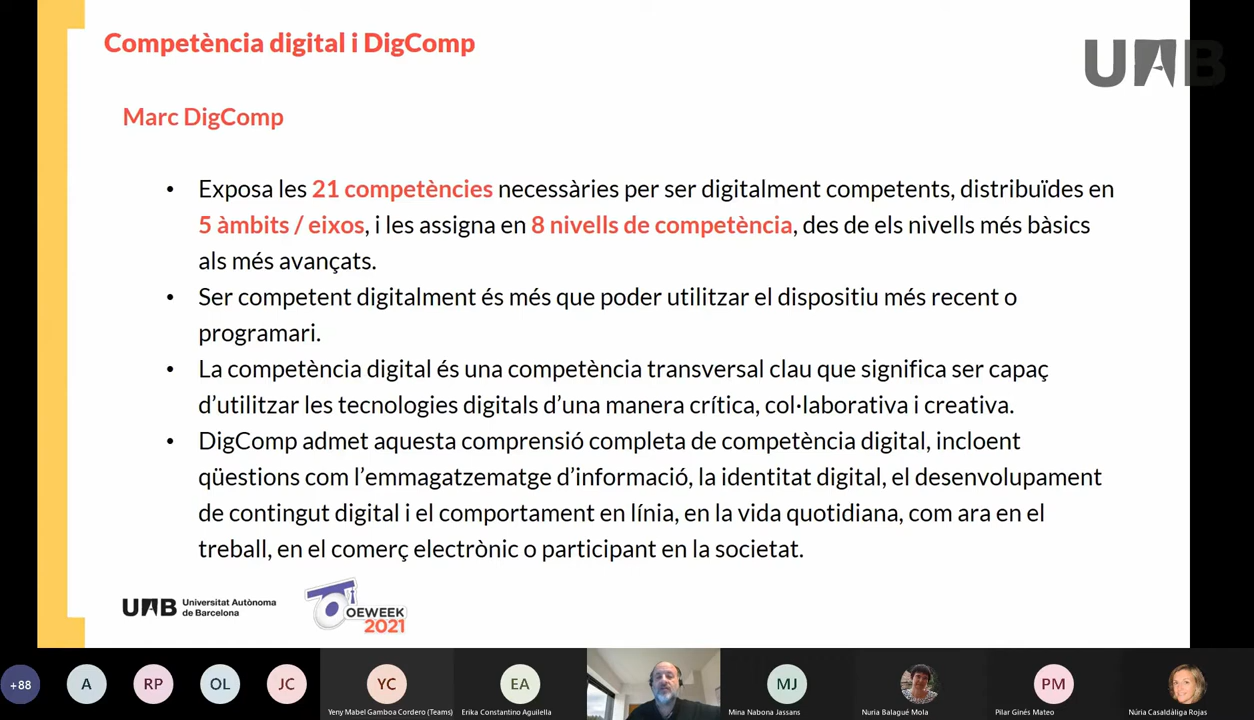 Competència digital i DigComp
UAB
Marc DigComp
• Exposa les 21 competències necessàries per ser digitalment competents, distribuïdes en
5 àmbits / eixos, i les assigna en 8 nivells de competència, des de els nivells més bàsics
als més avançats.
• Ser competent digitalment és més que poder utilitzar el dispositiu més recent o
programari.
• La competència digital és una competència transversal clau que significa ser capaç
d’utilitzar les tecnologies digitals d’una manera crítica, col·laborativa i creativa.
• DigComp admet aquesta comprensió completa de competència digital, incloent
qüestions com l’emmagatzematge d’informació, la identitat digital, el desenvolupament
de contingut digital i el comportament en línia, en la vida quotidiana, com ara en el
treball, en el comerç electrònic o participant en la societat.
UAB Universitat Autònoma
de Barcelona
OEWEEK
2021
+88 A RP OL JC YC EA MJ PM
Yeny Mabel Gamboa Cordero (Teams) Erika Constantino Aguilella Mina Nabona Jassans Nuria Balagué Mola Pilar Ginés Mateo Núria Casaldàliga Rojas